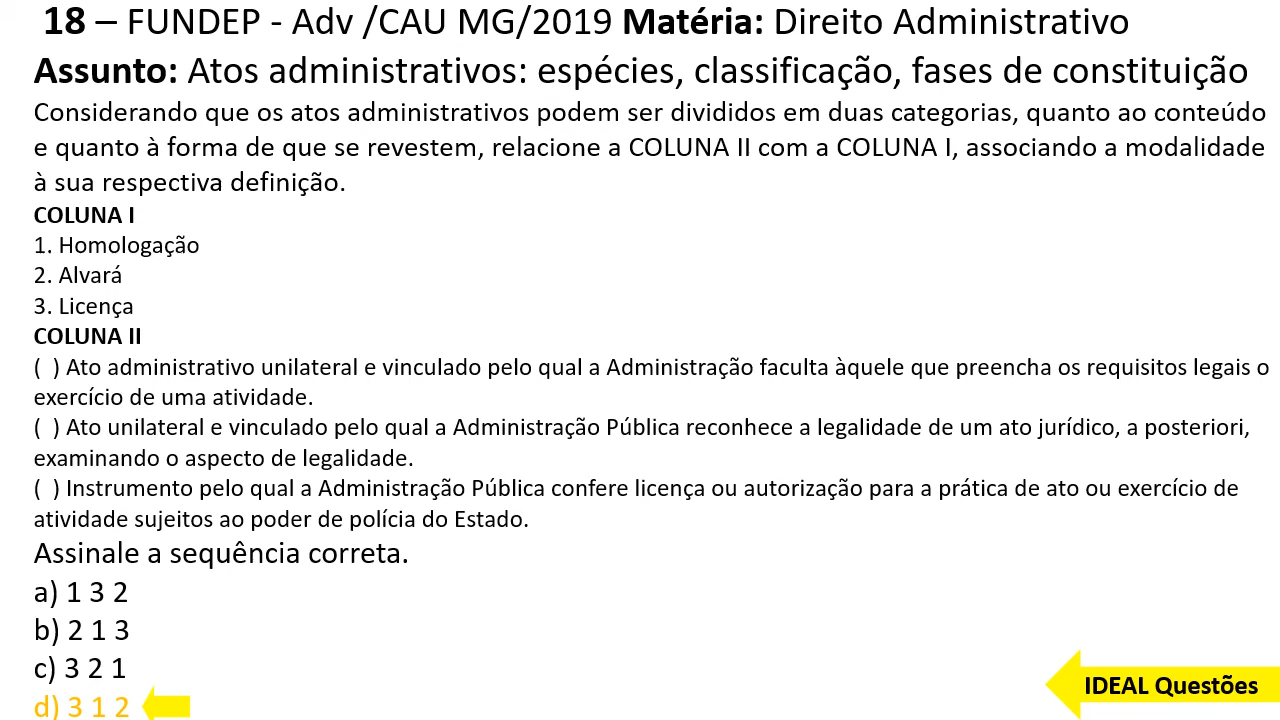 18 – FUNDEP - Adv /CAU MG/2019 Matéria: Direito Administrativo
Assunto: Atos administrativos: espécies, classificação, fases de constituição
Considerando que os atos administrativos podem ser divididos em duas categorias, quanto ao conteúdo
e quanto à forma de que se revestem, relacione a COLUNA II com a COLUNA I, associando a modalidade
à sua respectiva definição.
COLUNA I
1. Homologação
2. Alvará
3. Licença
COLUNA II
( ) Ato administrativo unilateral e vinculado pelo qual a Administração faculta àquele que preencha os requisitos legais o
exercício de uma atividade.
( ) Ato unilateral e vinculado pelo qual a Administração Pública reconhece a legalidade de um ato jurídico, a posteriori,
examinando o aspecto de legalidade.
( ) Instrumento pelo qual a Administração Pública confere licença ou autorização para a prática de ato ou exercício de
atividade sujeitos ao poder de polícia do Estado.
Assinale a sequência correta.
a) 1 3 2
b) 2 1 3
c) 3 2 1
d) 3 1 2
IDEAL Questões